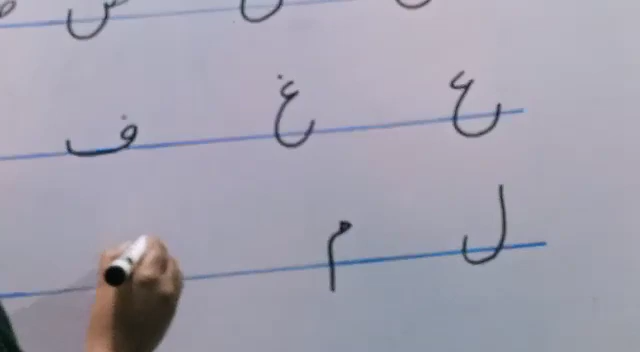 ع غ ف
ل م